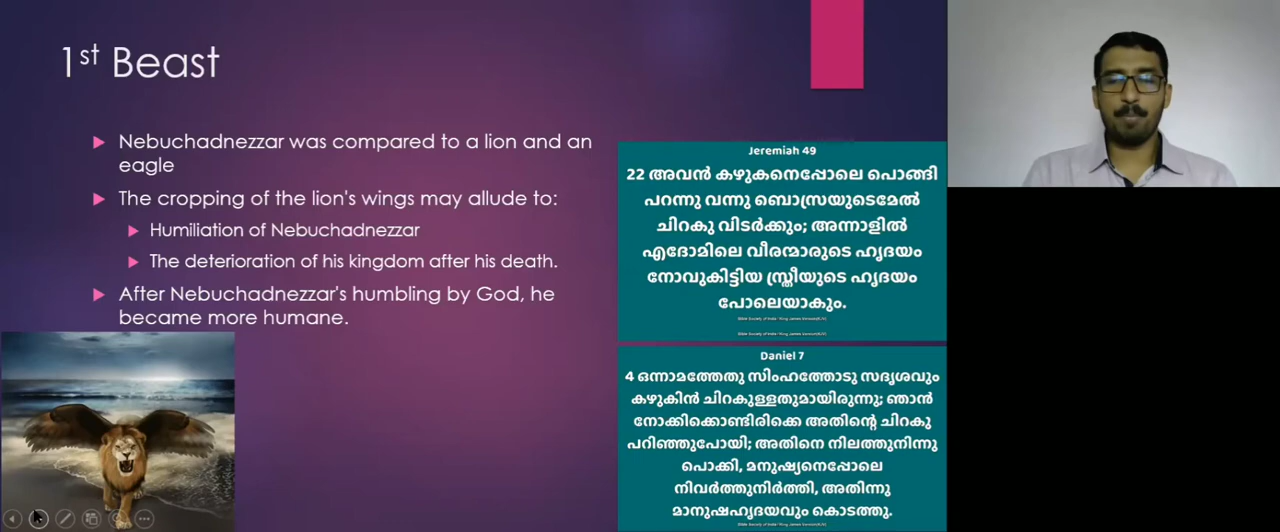 1st Beast
Nebuchadnezzar was compared to a lion and an
eagle
The cropping of the lion's wings may allude to:
Humiliation of Nebuchadnezzar
The deterioration of his kingdom after his death.
After Nebuchadnezzar's humbling by God, he
became more humane.
Jeremiah 49
22 അവൻ കഴുകനെപ്പോലെ പൊങ്ങി
പറന്നു വന്നു ബൊസ്രയുടെമേൽ
ചിറകു വിടർക്കും; അന്നാളിൽ
എദോമിലെ വീരന്മാരുടെ ഹൃദയം
നോവുകിട്ടിയ സ്ത്രീയുടെ ഹൃദയം
പോലെയാകും.
Daniel 7
4 ഒന്നാമത്തേതു സിംഹത്തോടു സദൃശവും
കഴുകിൻ ചിറകുള്ളതുമായിരുന്നു; ഞാൻ
നോക്കിക്കൊണ്ടിരിക്കെ അതിന്റെ ചിറകു
പറിഞ്ഞുപോയി; അതിനെ നിലത്തുനിന്നു
പൊക്കി, മനുഷ്യനെപ്പോലെ
നിവർത്തുനിർത്തി, അതിന്നു
മാനുഷഹൃദയവും കൊടുത്തു.